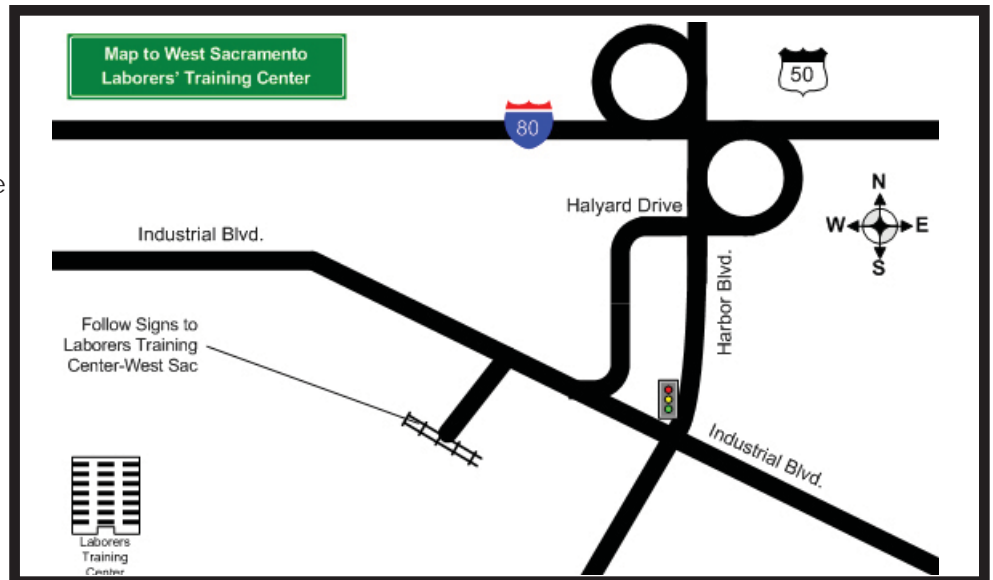 Map to West Sacramento
Laborers' Training Center
50
80
e
N
W
E
S
Halyard Drive
Industrial Blvd.
Harbor Blvd.
Follow Signs to
Laborers Training
Center-West Sac
Industrial Blvd.
Laborers
Training
Center